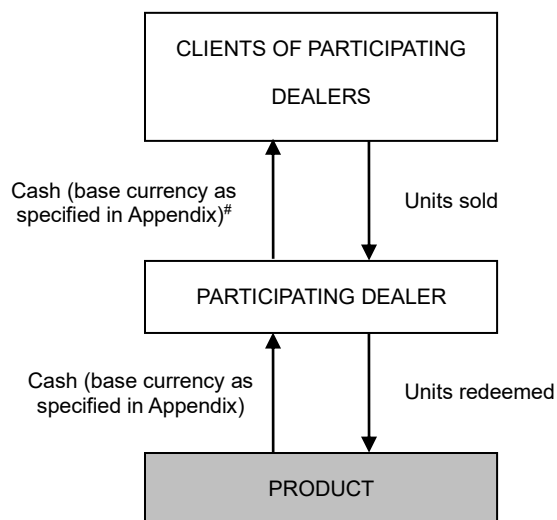 CLIENTS OF PARTICIPATING
DEALERS
Cash (base currency as
specified in Appendix)#
Units sold
PARTICIPATING DEALER
Cash (base currency as
specified in Appendix)
Units redeemed
PRODUCT